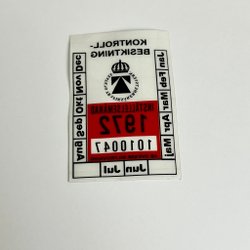 KONTROLL-
BESIKTNING
Jan Feb Mar Apr Maj
Jun Jul
Aug Sep Okt Nov Dec
1972
1010047